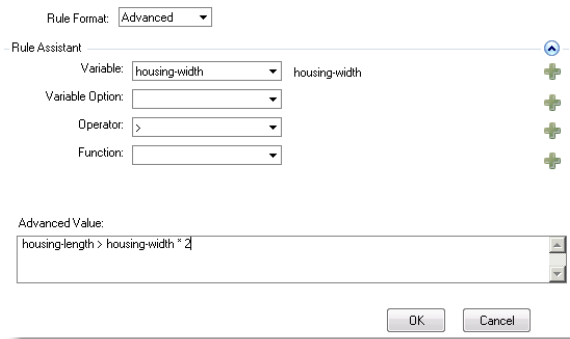 Rule Format: Advanced
Rule Assistant
Variable: housing-width housing-width
Variable Option:
Operator: >
Function:
Advanced Value:
housing-length > housing-width * 2
OK Cancel